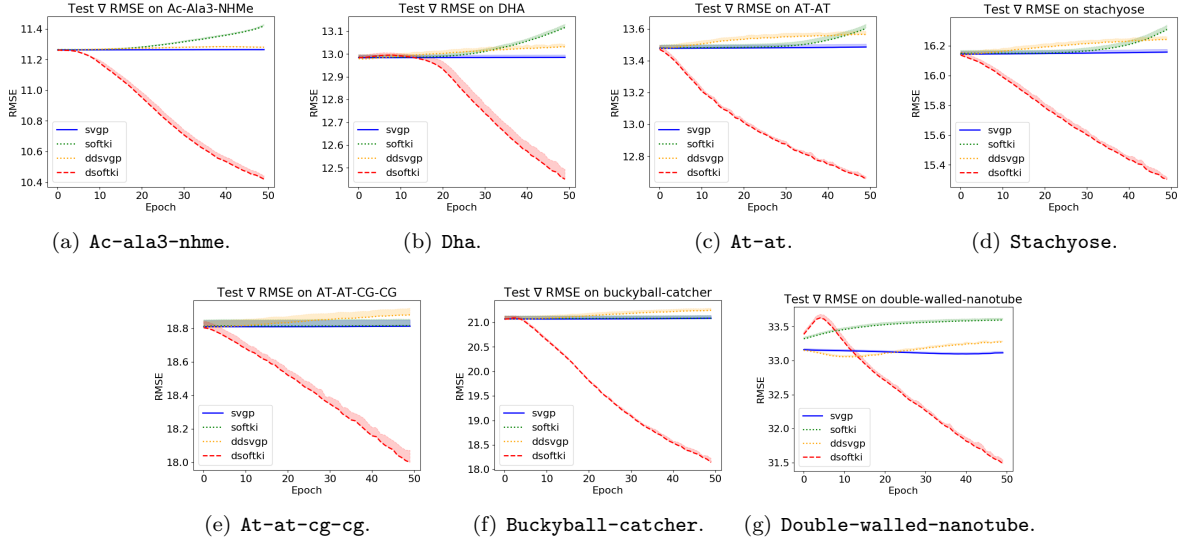 Test ∇ RMSE on Ac-Ala3-NHMe
11.4
11.2
11.0
10.8
10.6
10.4
RMSE
0 10 20 30 40 50
Epoch
svgp
softki
ddsvgp
dsoftki
(a) Ac-ala3-nhme.
Test ∇ RMSE on DHA
13.1
13.0
12.9
12.8
12.7
12.6
12.5
RMSE
0 10 20 30 40 50
Epoch
svgp
softki
ddsvgp
dsoftki
(b) Dha.
Test ∇ RMSE on AT-AT
13.6
13.4
13.2
13.0
12.8
RMSE
0 10 20 30 40 50
Epoch
svgp
softki
ddsvgp
dsoftki
(c) At-at.
Test ∇ RMSE on stachyose
16.2
16.0
15.8
15.6
15.4
RMSE
0 10 20 30 40 50
Epoch
svgp
softki
ddsvgp
dsoftki
(d) Stachyose.
Test ∇ RMSE on AT-AT-CG-CG
18.8
18.6
18.4
18.2
18.0
RMSE
0 10 20 30 40 50
Epoch
svgp
softki
ddsvgp
dsoftki
(e) At-at-cg-cg.
Test ∇ RMSE on buckyball-catcher
21.0
20.5
20.0
19.5
19.0
18.5
18.0
RMSE
0 10 20 30 40 50
Epoch
svgp
softki
ddsvgp
dsoftki
(f) Buckyball-catcher.
Test ∇ RMSE on double-walled-nanotube
33.5
33.0
32.5
32.0
31.5
RMSE
0 10 20 30 40 50
Epoch
svgp
softki
ddsvgp
dsoftki
(g) Double-walled-nanotube.